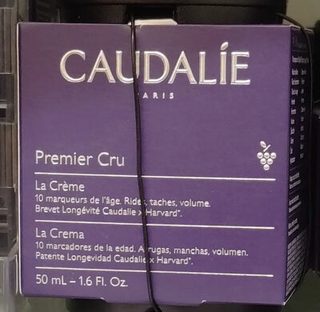 CAUDALÍE
PARIS
Premier Cru
La Crème
10 marqueurs de l'âge. Rides, taches, volume.
Brevet Longévité Caudalie x Harvard*.
La Crema
10 marcadores de la edad. Arrugas, manchas, volumen.
Patente Longevidad Caudalie x Harvard*.
50 mL – 1.6 Fl. Oz.